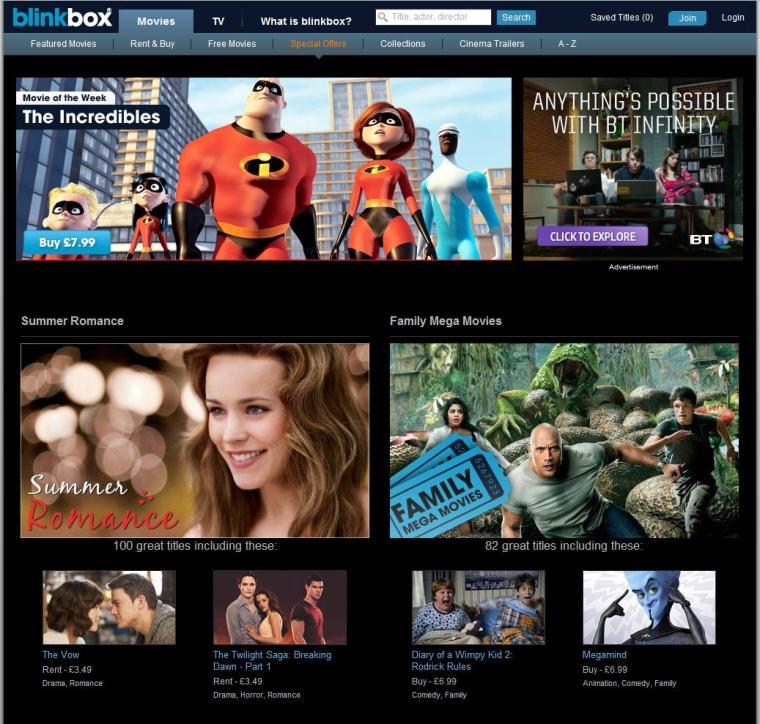 blinkbox
Movies
TV
What is blinkbox?
Title, actor, director
Search
Saved Titles (0)
Join
Login
Featured Movies
Rent & Buy
Free Movies
Special Offers
Collections
Cinema Trailers
A - Z
Movie of the Week
The Incredibles
Buy £7.99
ANYTHING'S POSSIBLE
WITH BT INFINITY.
CLICK TO EXPLORE
BT
Advertisement
Summer Romance
Family Mega Movies
Summer
Romance
FAMILY
MEGA MOVIES
5267923
100 great titles including these:
82 great titles including these:
The Vow
Rent - £3.49
Drama, Romance
The Twilight Saga: Breaking
Dawn - Part 1
Rent - £3.49
Drama, Horror, Romance
Diary of a Wimpy Kid 2:
Rodrick Rules
Buy - £6.99
Comedy, Family
Megamind
Buy - £6.99
Animation, Comedy, Family